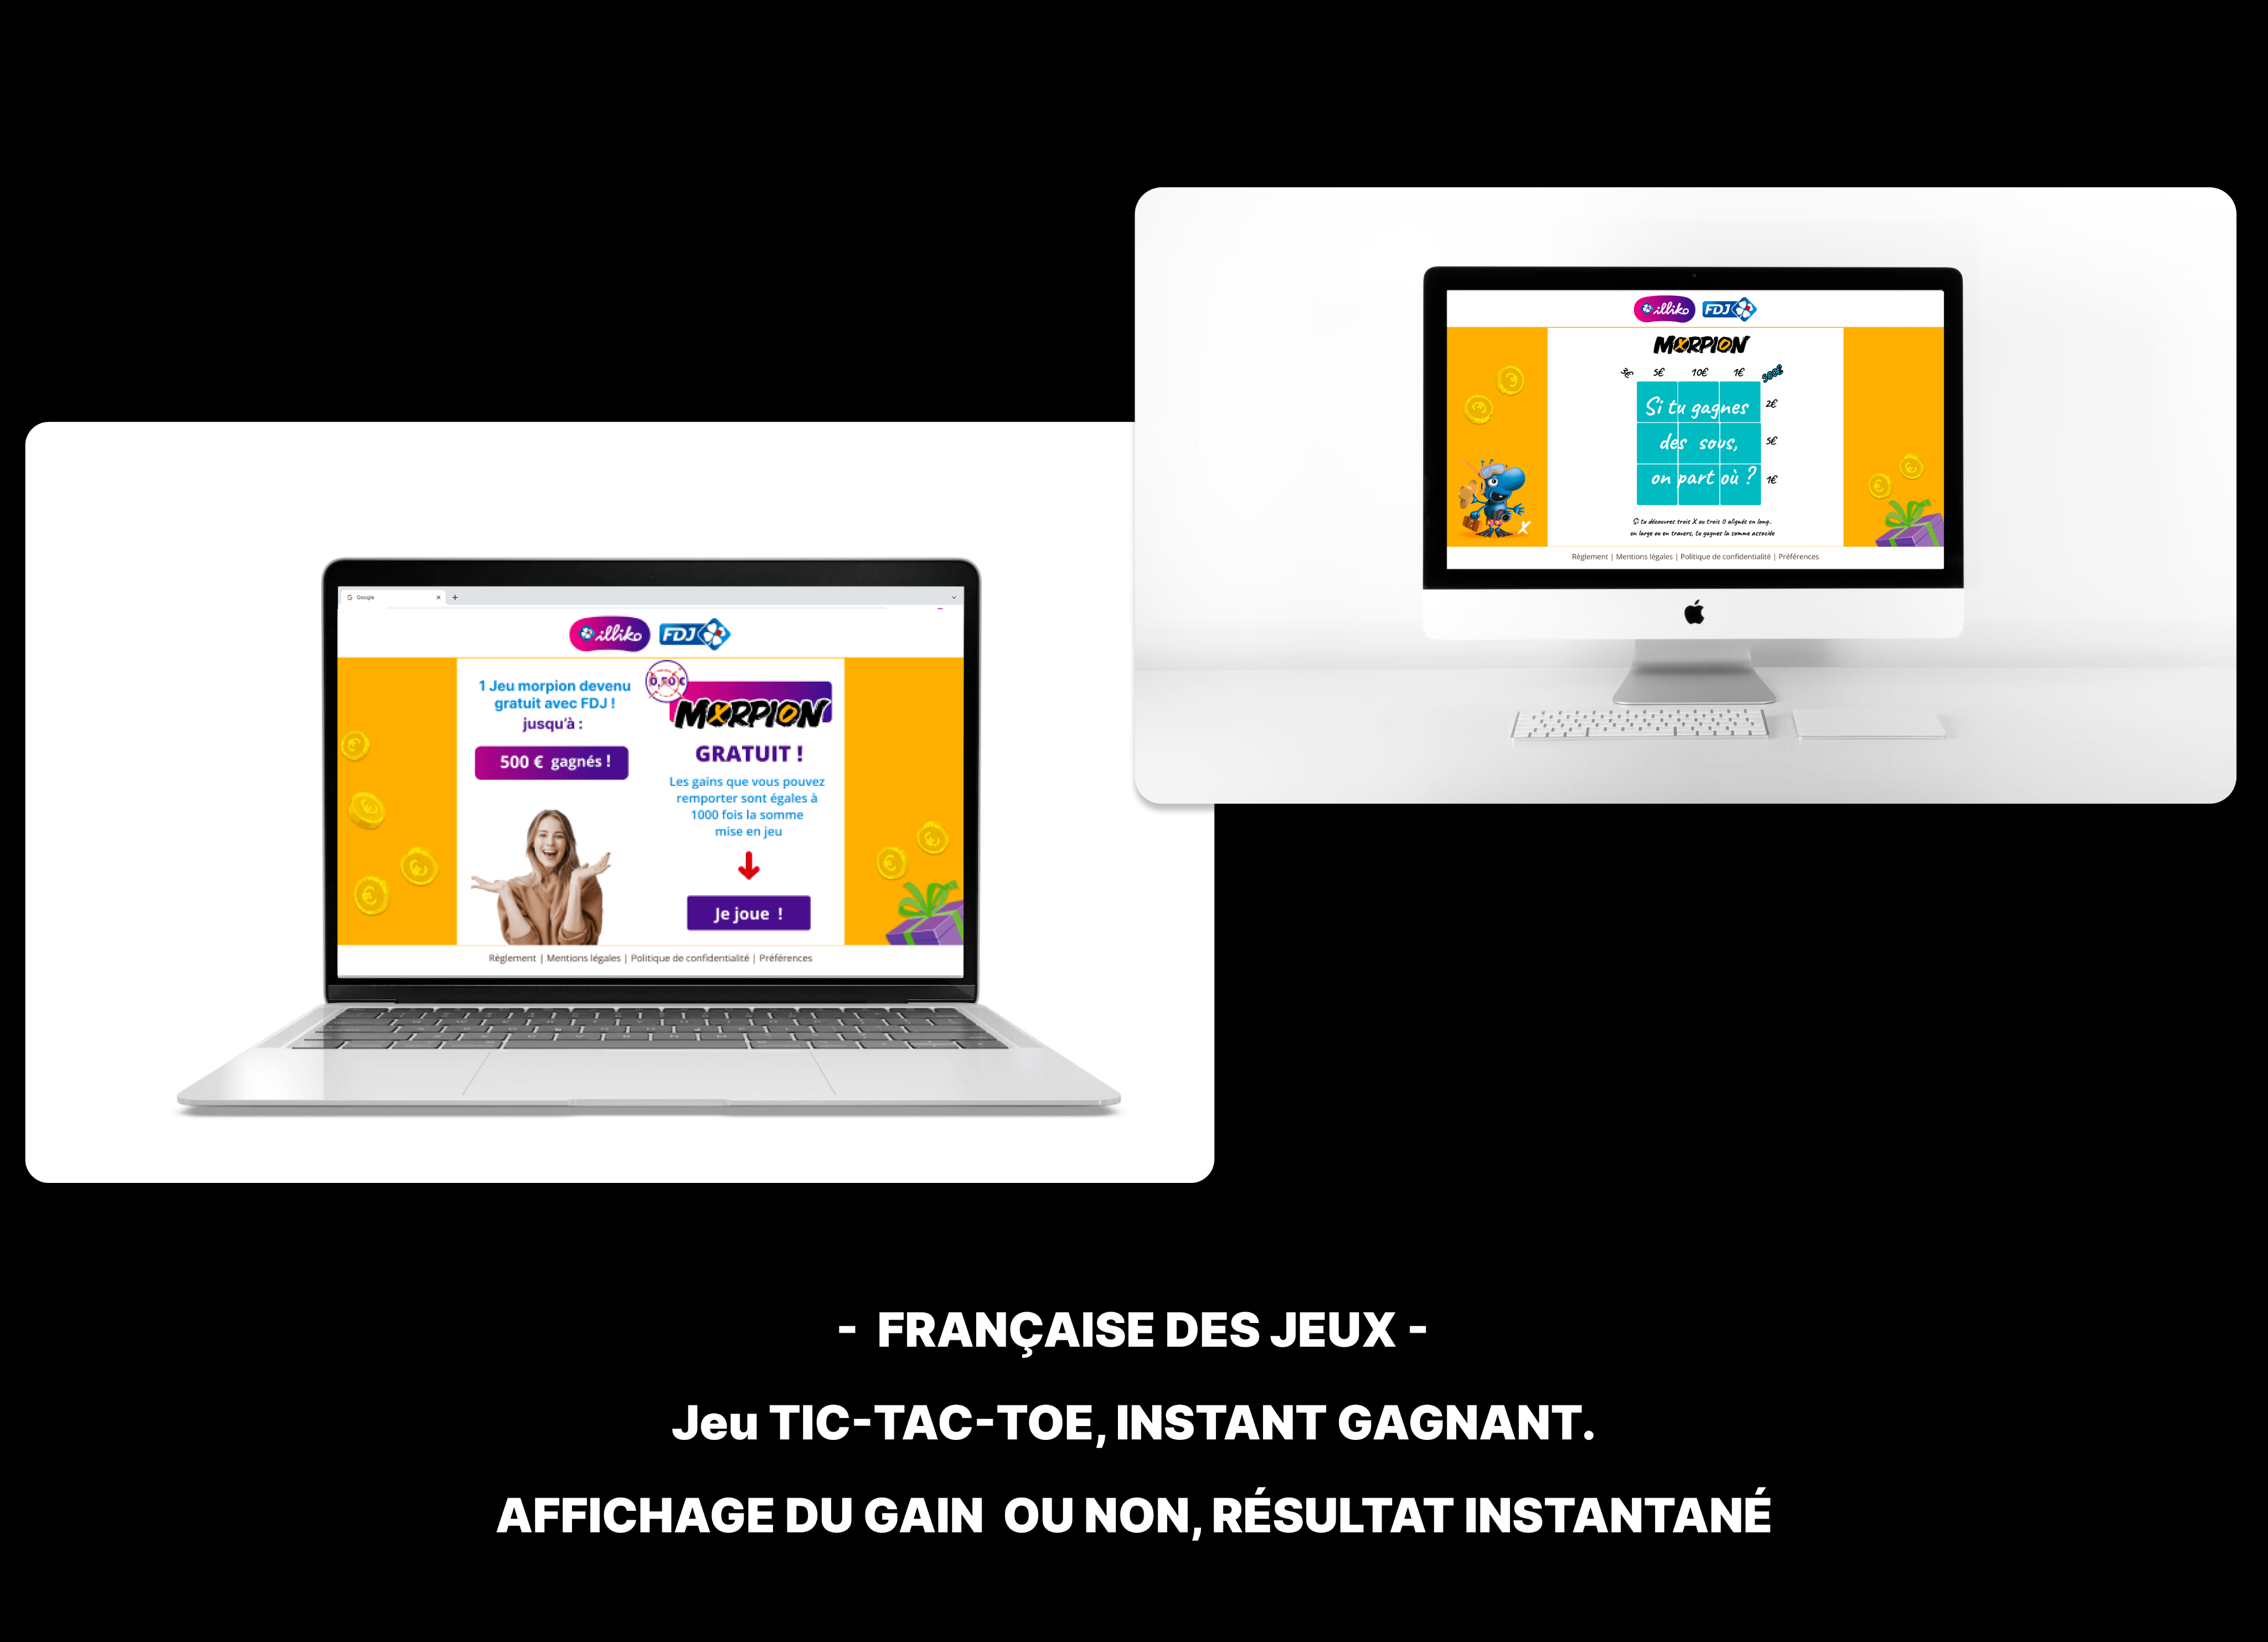 Google
illiko FDJ
1 Jeu morpion devenu
gratuit avec FDJ !
jusqu'à :
500 € gagnés !
0,50 €
MORPION
GRATUIT !
Les gains que vous pouvez
remporter sont égales à
1000 fois la somme
mise en jeu
Je joue !
Règlement | Mentions légales | Politique de confidentialité | Préférences
illiko FDJ
MORPION
3€ 5€ 10€ 1€ 500€
Si tu gagnes 2€
des sous, 5€
on part où ? 1€
X
Si tu découvres trois X ou trois O alignés en long,
en large ou en travers, tu gagnes la somme associée
Règlement | Mentions légales | Politique de confidentialité | Préférences
- FRANÇAISE DES JEUX -
Jeu TIC-TAC-TOE, INSTANT GAGNANT.
AFFICHAGE DU GAIN OU NON, RÉSULTAT INSTANTANÉ